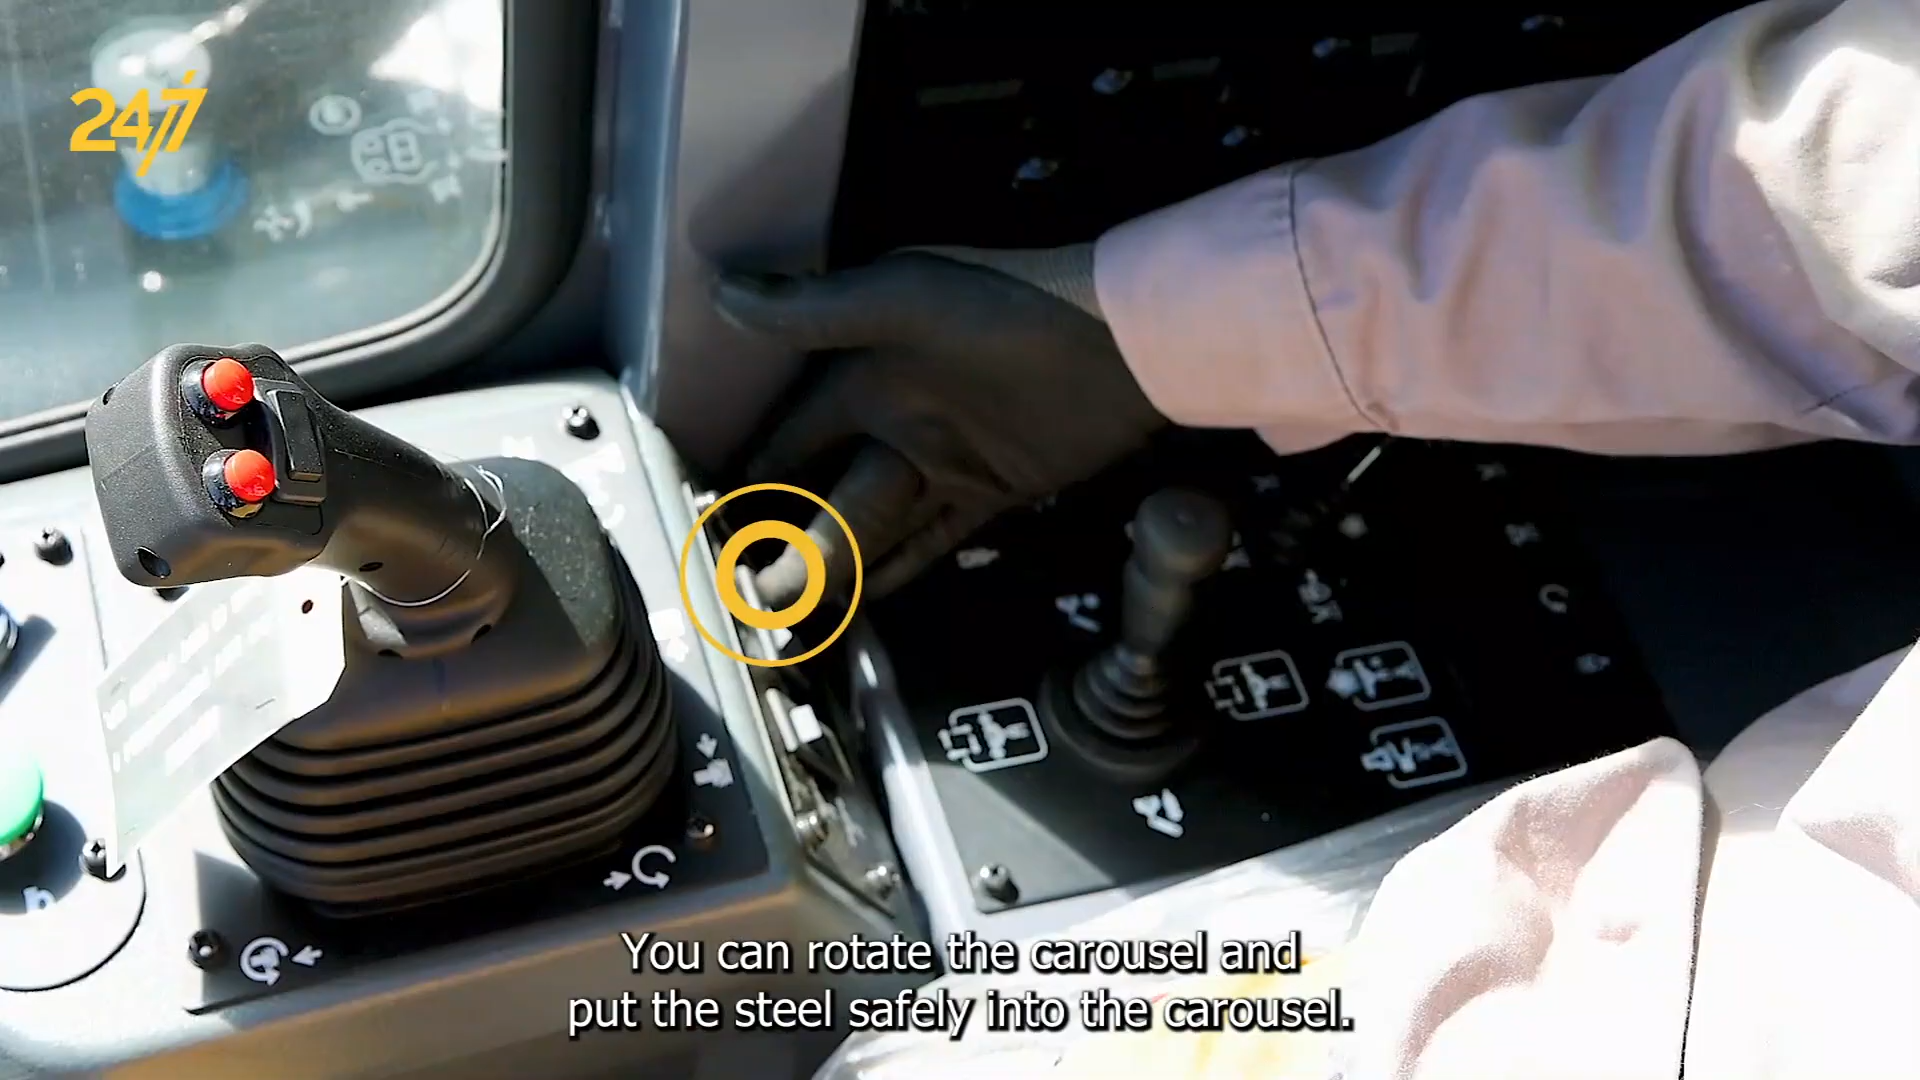 24/7
You can rotate the carousel and
put the steel safely into the carousel.